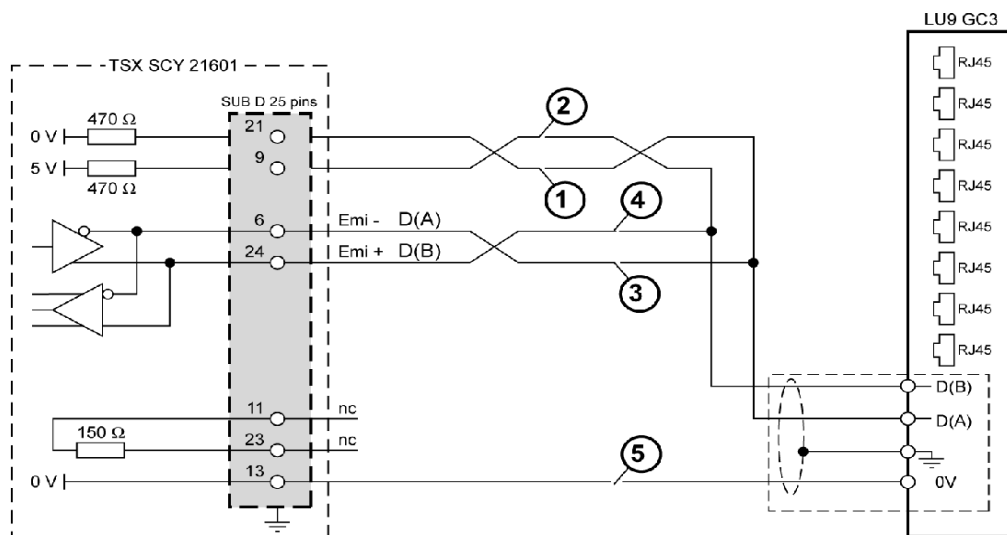 LU9 GC3
TSX SCY 21601
SUB D 25 pins
RJ45
RJ45
RJ45
RJ45
RJ45
RJ45
RJ45
RJ45
0 V
470 Ω
21
2
5 V
470 Ω
9
1
6
Emi - D(A)
4
24
Emi + D(B)
3
D(B)
11
nc
D(A)
150 Ω
23
nc
5
0 V
13
0V